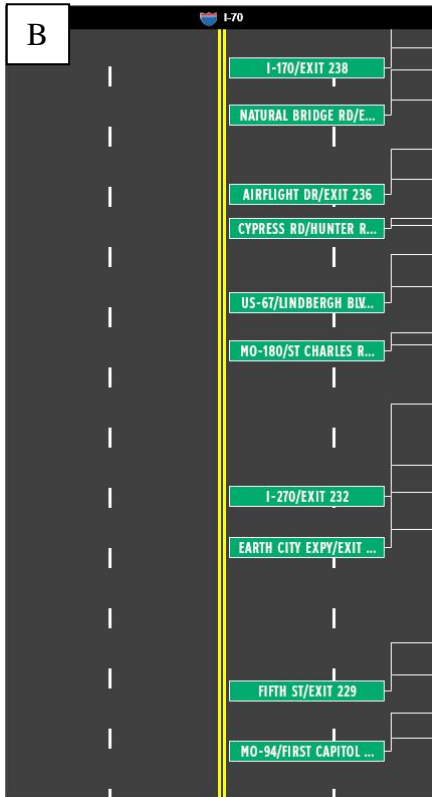 B
I-70
I-170/EXIT 238
NATURAL BRIDGE RD/E...
AIRFLIGHT DR/EXIT 236
CYPRESS RD/HUNTER R...
US-67/LINDBERGH BLV...
MO-180/ST CHARLES R...
I-270/EXIT 232
EARTH CITY EXPY/EXIT ...
FIFTH ST/EXIT 229
MO-94/FIRST CAPITOL ...